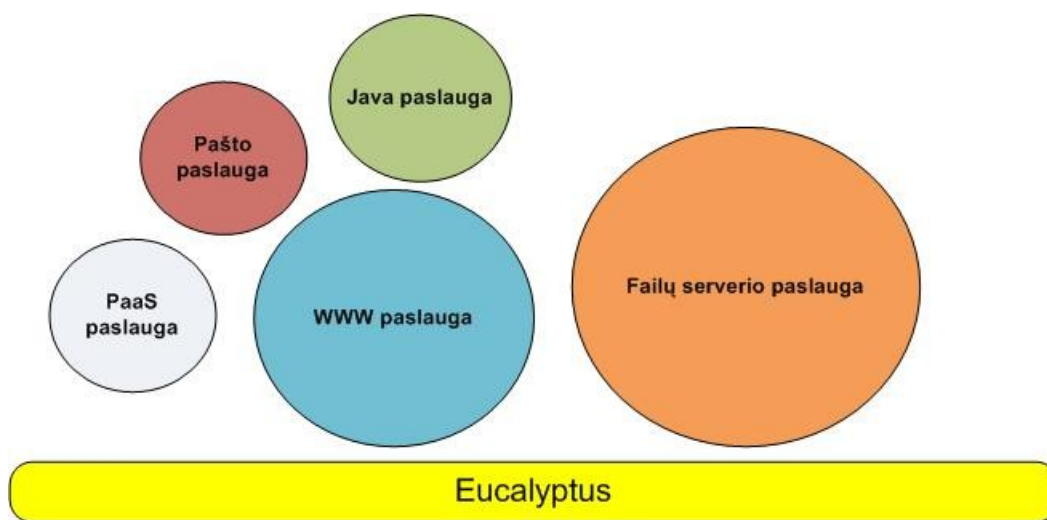 Java paslauga
Pašto
paslauga
PaaS
paslauga
WWW paslauga
Failų serverio paslauga
Eucalyptus